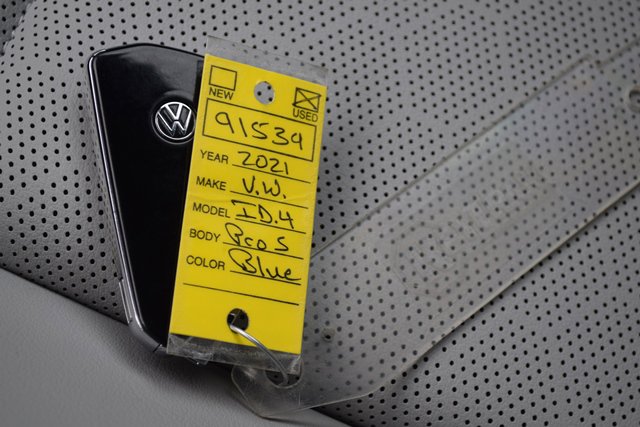 NEW
USED
91539
YEAR 2021
MAKE V.W.
MODEL ID.4
BODY Pro S
COLOR Blue